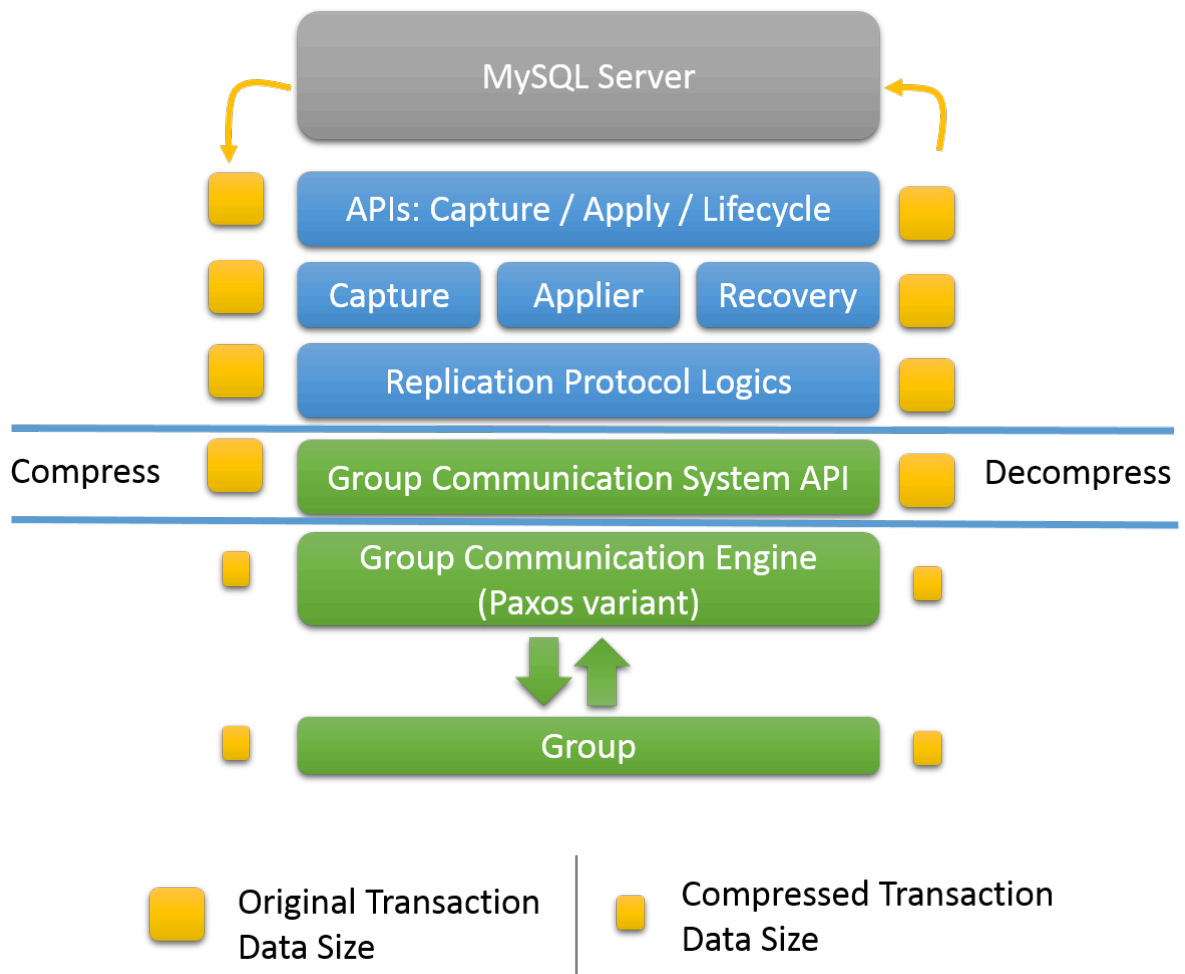 MySQL Server
APIs: Capture / Apply / Lifecycle
Capture
Applier
Recovery
Replication Protocol Logics
Compress
Group Communication System API
Decompress
Group Communication Engine
(Paxos variant)
Group
Original Transaction
Data Size
Compressed Transaction
Data Size